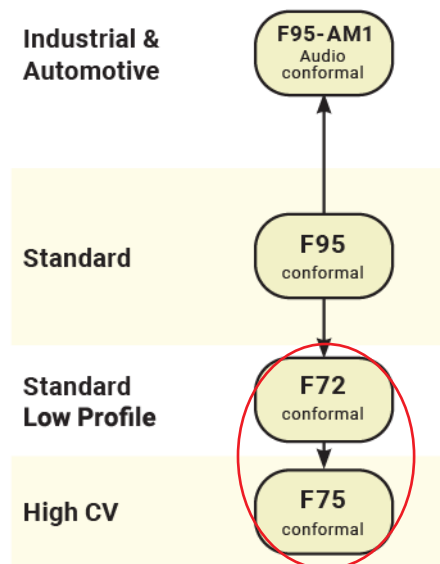 Industrial &
Automotive
F95-AM1
Audio
conformal
Standard
F95
conformal
Standard
Low Profile
F72
conformal
High CV
F75
conformal